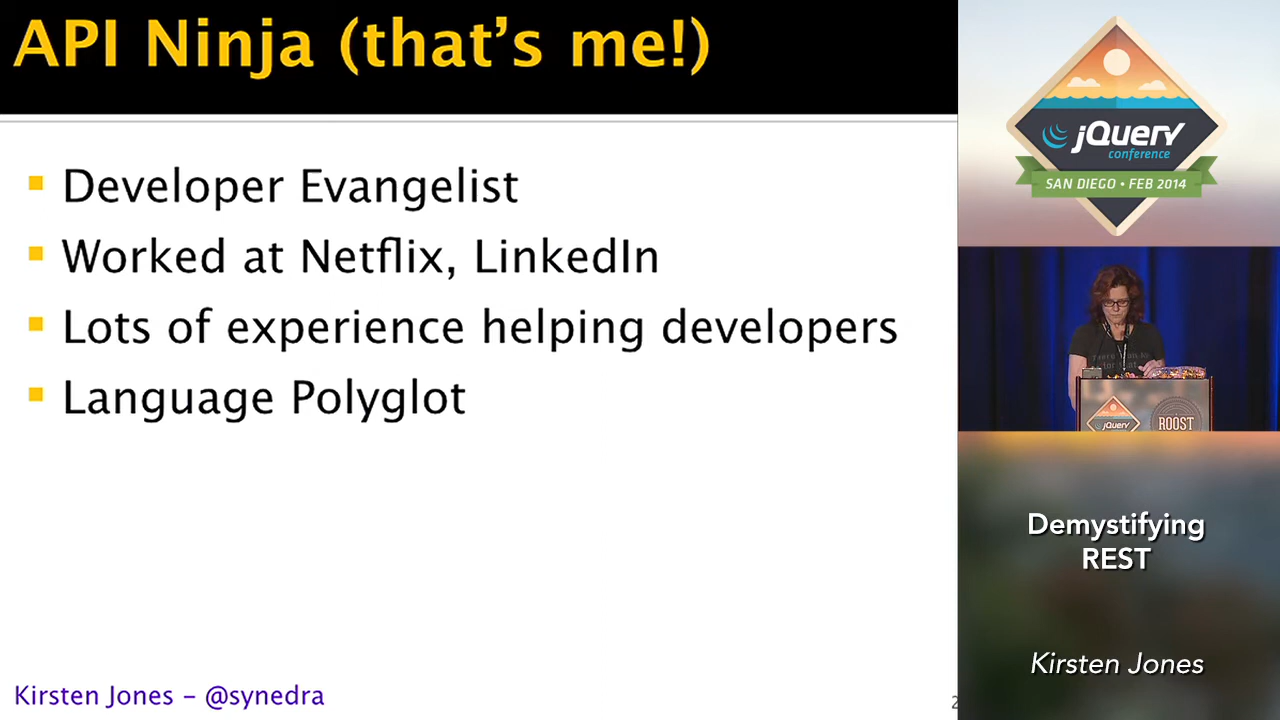 API Ninja (that's me!)
Developer Evangelist
Worked at Netflix, LinkedIn
Lots of experience helping developers
Language Polyglot
Kirsten Jones – @synedra
2
jQuery
conference
SAN DIEGO • FEB 2014
jQuery
ROOST
Demystifying
REST
Kirsten Jones